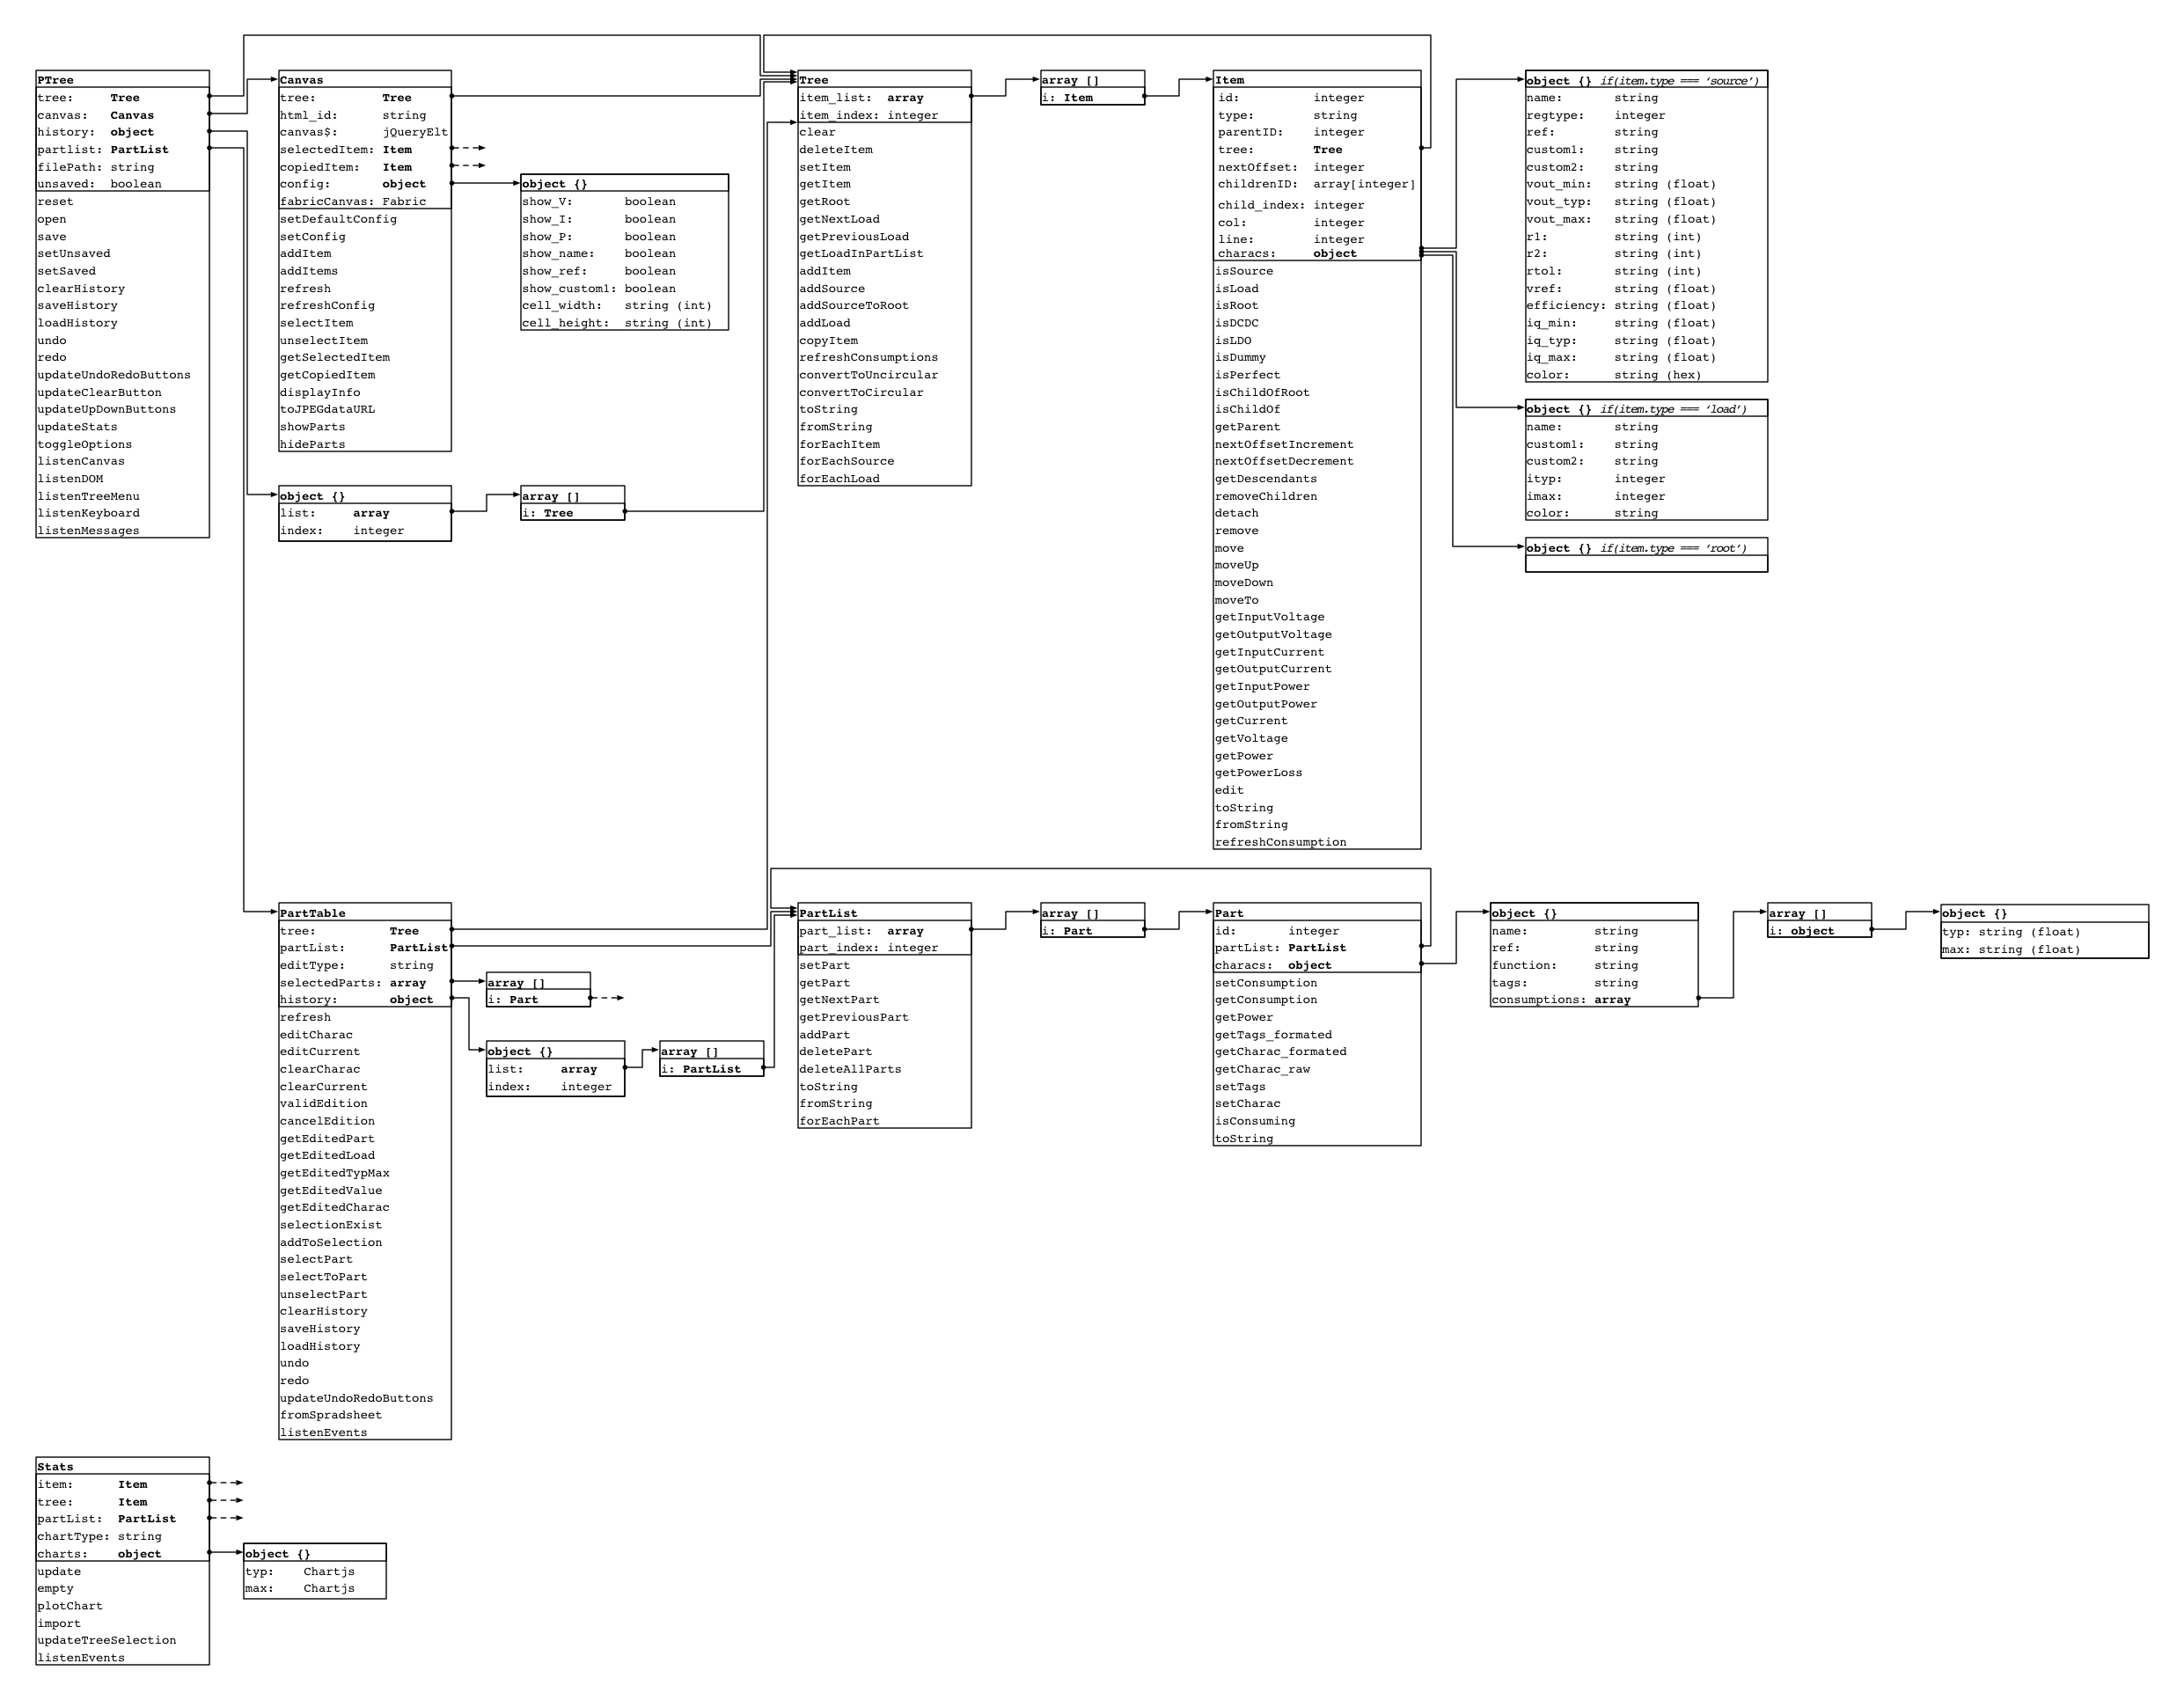 PTree
tree: Tree
canvas: Canvas
history: object
partlist: PartList
filePath: string
unsaved: boolean
reset
open
save
setUnsaved
setSaved
clearHistory
saveHistory
loadHistory
undo
redo
updateUndoRedoButtons
updateClearButton
updateUpDownButtons
updateStats
toggleOptions
listenCanvas
listenDOM
listenTreeMenu
listenKeyboard
listenMessages
Canvas
tree: Tree
html_id: string
canvas$: jQueryElt
selectedItem: Item
copiedItem: Item
config: object
fabricCanvas: Fabric
setDefaultConfig
setConfig
addItem
addItems
refresh
refreshConfig
selectItem
unselectItem
getSelectedItem
getCopiedItem
displayInfo
toJPEGdataURL
showParts
hideParts
object {}
show_V: boolean
show_I: boolean
show_P: boolean
show_name: boolean
show_ref: boolean
show_custom1: boolean
cell_width: string (int)
cell_height: string (int)
object {}
list: array
index: integer
array []
i: Tree
Tree
item_list: array
item_index: integer
clear
deleteItem
setItem
getItem
getRoot
getNextLoad
getPreviousLoad
getLoadInPartList
addItem
addSource
addSourceToRoot
addLoad
copyItem
refreshConsumptions
convertToUncircular
convertToCircular
toString
fromString
forEachItem
forEachSource
forEachLoad
array []
i: Item
Item
id: integer
type: string
parentID: integer
tree: Tree
nextOffset: integer
childrenID: array[integer]
child_index: integer
col: integer
line: integer
characs: object
isSource
isLoad
isRoot
isDCDC
isLDO
isDummy
isPerfect
isChildOfRoot
isChildOf
getParent
nextOffsetIncrement
nextOffsetDecrement
getDescendants
removeChildren
detach
remove
move
moveUp
moveDown
moveTo
getInputVoltage
getOutputVoltage
getInputCurrent
getOutputCurrent
getInputPower
getOutputPower
getCurrent
getVoltage
getPower
getPowerLoss
edit
toString
fromString
refreshConsumption
object {} if(item.type === ‘source’)
name: string
regtype: integer
ref: string
custom1: string
custom2: string
vout_min: string (float)
vout_typ: string (float)
vout_max: string (float)
r1: string (int)
r2: string (int)
rtol: string (int)
vref: string (float)
efficiency: string (float)
iq_min: string (float)
iq_typ: string (float)
iq_max: string (float)
color: string (hex)
object {} if(item.type === ‘load’)
name: string
custom1: string
custom2: string
ityp: integer
imax: integer
color: string
object {} if(item.type === ‘root’)
PartTable
tree: Tree
partList: PartList
editType: string
selectedParts: array
history: object
refresh
editCharac
editCurrent
clearCharac
clearCurrent
validEdition
cancelEdition
getEditedPart
getEditedLoad
getEditedTypMax
getEditedValue
getEditedCharac
selectionExist
addToSelection
selectPart
selectToPart
unselectPart
clearHistory
saveHistory
loadHistory
undo
redo
updateUndoRedoButtons
fromSpradsheet
listenEvents
array []
i: Part
object {}
list: array
index: integer
array []
i: PartList
PartList
part_list: array
part_index: integer
setPart
getPart
getNextPart
getPreviousPart
addPart
deletePart
deleteAllParts
toString
fromString
forEachPart
array []
i: Part
Part
id: integer
partList: PartList
characs: object
setConsumption
getConsumption
getPower
getTags_formated
getCharac_formated
getCharac_raw
setTags
setCharac
isConsuming
toString
object {}
name: string
ref: string
function: string
tags: string
consumptions: array
array []
i: object
object {}
typ: string (float)
max: string (float)
Stats
item: Item
tree: Item
partList: PartList
chartType: string
charts: object
update
empty
plotChart
import
updateTreeSelection
listenEvents
object {}
typ: Chartjs
max: Chartjs